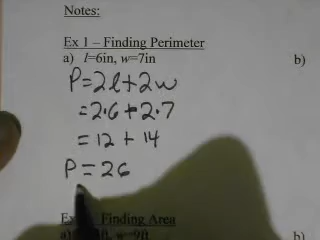 Notes:
Ex 1 – Finding Perimeter
a) l=6in, w=7in b)
P=2l+2w
=2·6+2·7
=12+14
P=26
Finding Area